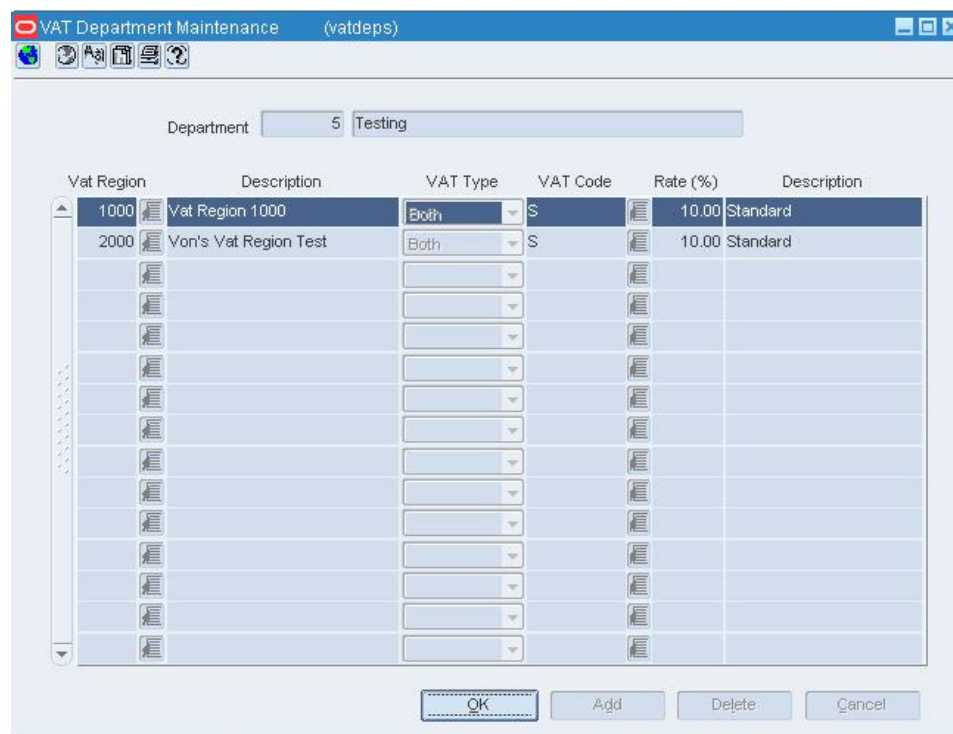 VAT Department Maintenance (vatdeps)
Department 5 Testing
Vat Region Description VAT Type VAT Code Rate (%) Description
1000 Vat Region 1000 Both S 10.00 Standard
2000 Von's Vat Region Test Both S 10.00 Standard
OK Add Delete Cancel